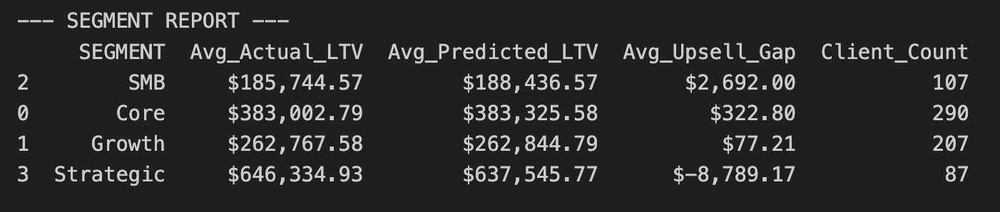 --- SEGMENT REPORT ---
SEGMENT Avg_Actual_LTV Avg_Predicted_LTV Avg_Upsell_Gap Client_Count
2 SMB $185,744.57 $188,436.57 $2,692.00 107
0 Core $383,002.79 $383,325.58 $322.80 290
1 Growth $262,767.58 $262,844.79 $77.21 207
3 Strategic $646,334.93 $637,545.77 $-8,789.17 87